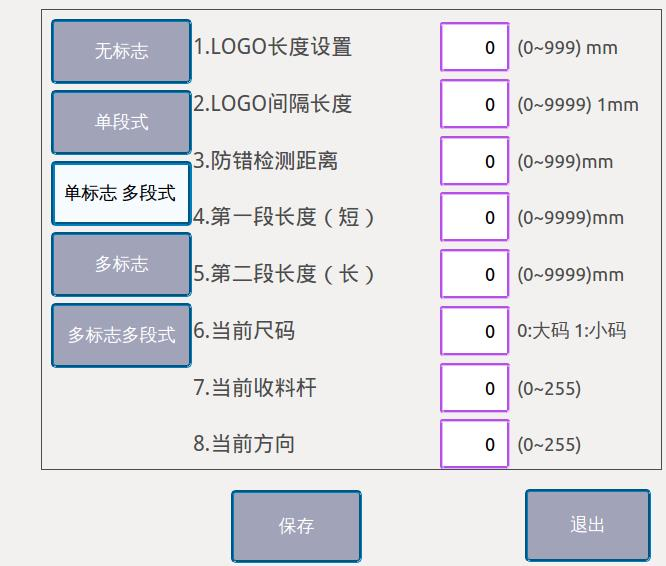 无标志
单段式
单标志 多段式
多标志
多标志多段式
1.LOGO长度设置 0 (0~999) mm
2.LOGO间隔长度 0 (0~9999) 1mm
3.防错检测距离 0 (0~999)mm
4.第一段长度（短） 0 (0~9999)mm
5.第二段长度（长） 0 (0~9999)mm
6.当前尺码 0 0:大码 1:小码
7.当前收料杆 0 (0~255)
8.当前方向 0 (0~255)
保存
退出